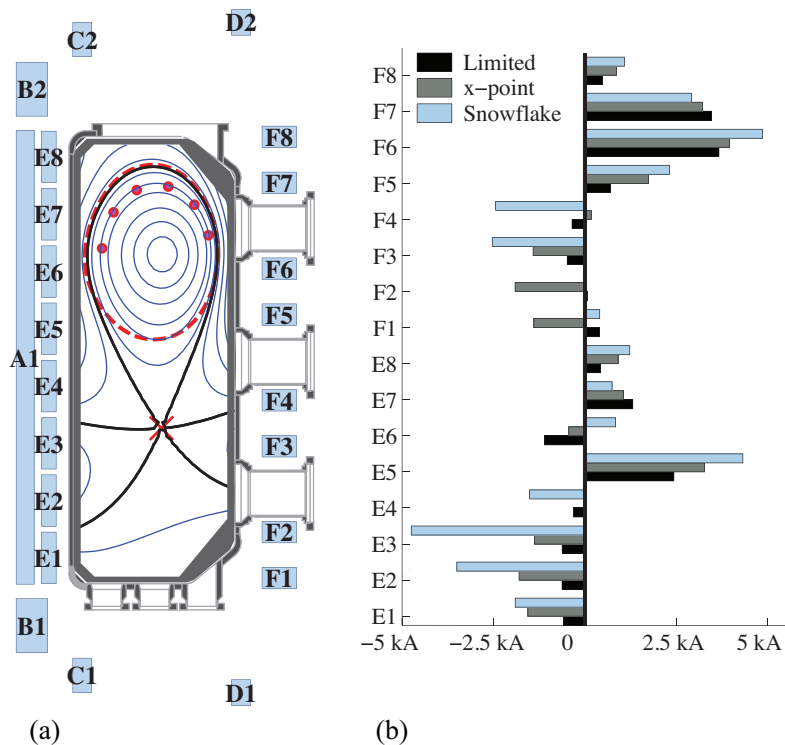 C2
D2
B2
E8
E7
E6
E5
A1
E4
E3
E2
E1
B1
C1
D1
F8
F7
F6
F5
F4
F3
F2
F1
(a)
Limited
x−point
Snowflake
F8
F7
F6
F5
F4
F3
F2
F1
E8
E7
E6
E5
E4
E3
E2
E1
−5 kA
−2.5 kA
0
2.5 kA
5 kA
(b)